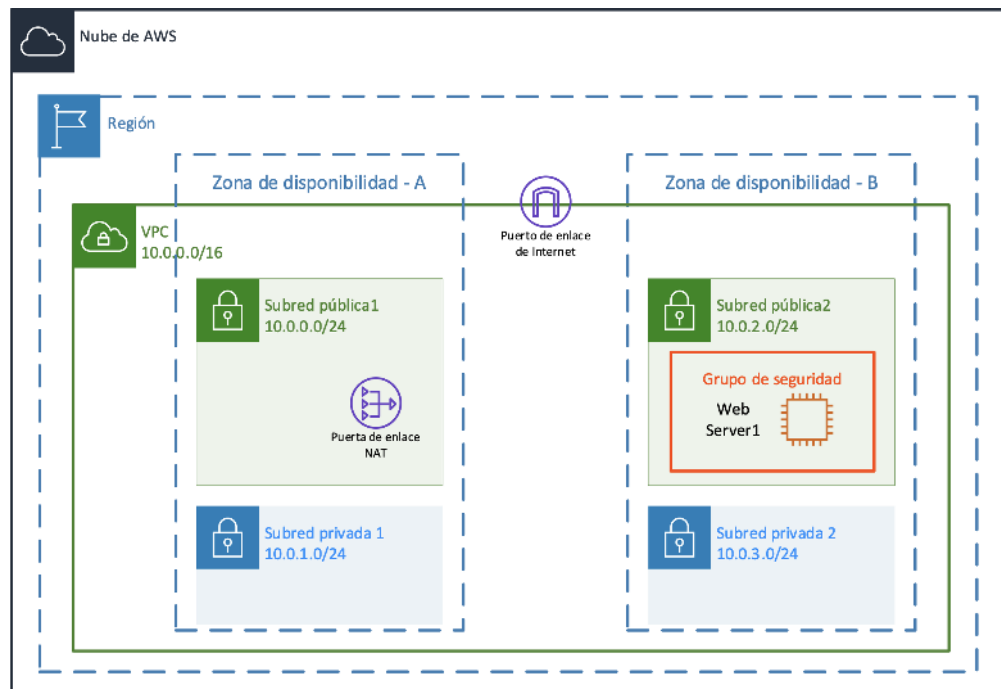 Nube de AWS
Región
Zona de disponibilidad - A
Zona de disponibilidad - B
Puerto de enlace
de Internet
VPC
10.0.0.0/16
Subred pública1
10.0.0.0/24
Subred pública2
10.0.2.0/24
Grupo de seguridad
Web
Server1
Puerta de enlace
NAT
Subred privada 1
10.0.1.0/24
Subred privada 2
10.0.3.0/24